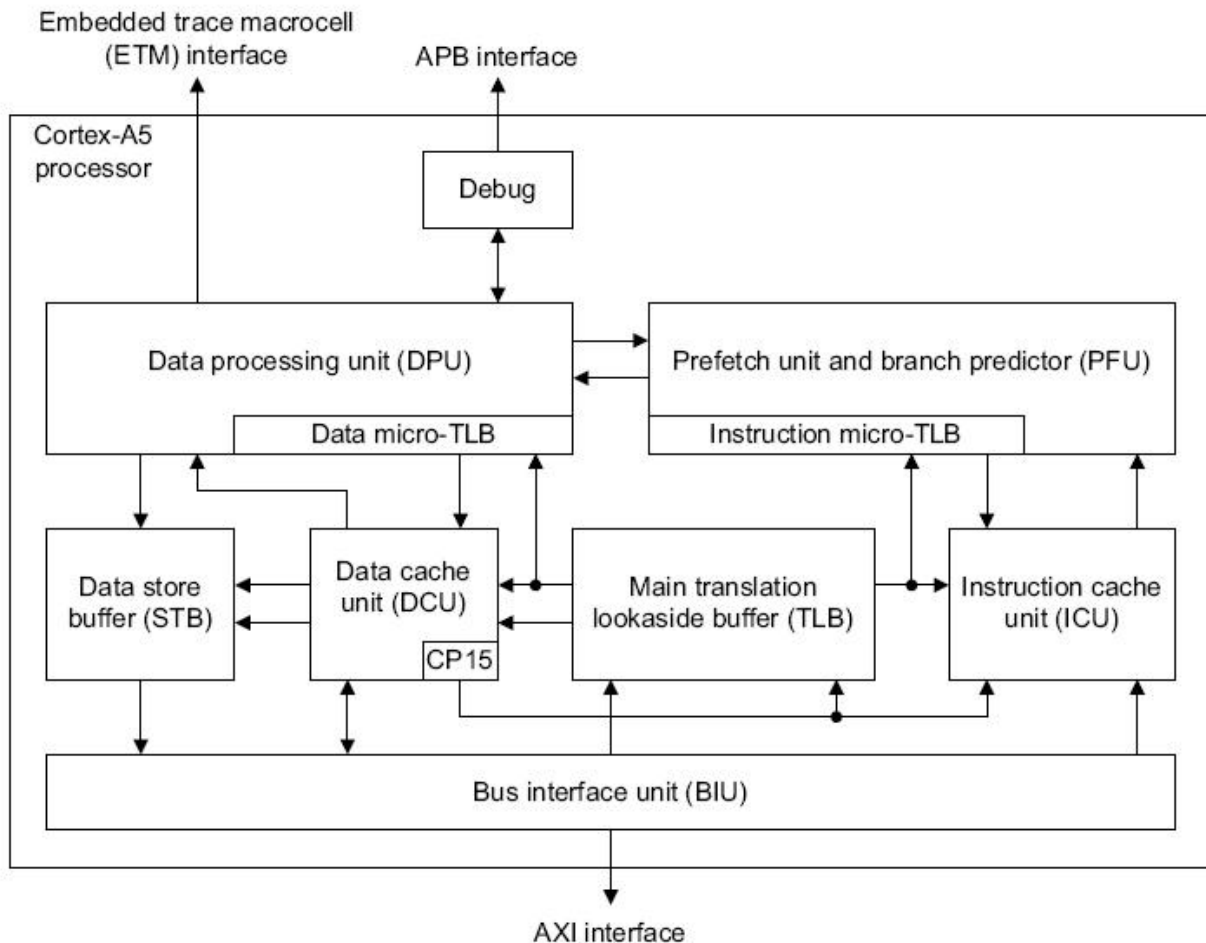 Embedded trace macrocell
(ETM) interface
APB interface
Cortex-A5
processor
Debug
Data processing unit (DPU)
Prefetch unit and branch predictor (PFU)
Data micro-TLB
Instruction micro-TLB
Data store
buffer (STB)
Data cache
unit (DCU)
CP15
Main translation
lookaside buffer (TLB)
Instruction cache
unit (ICU)
Bus interface unit (BIU)
AXI interface